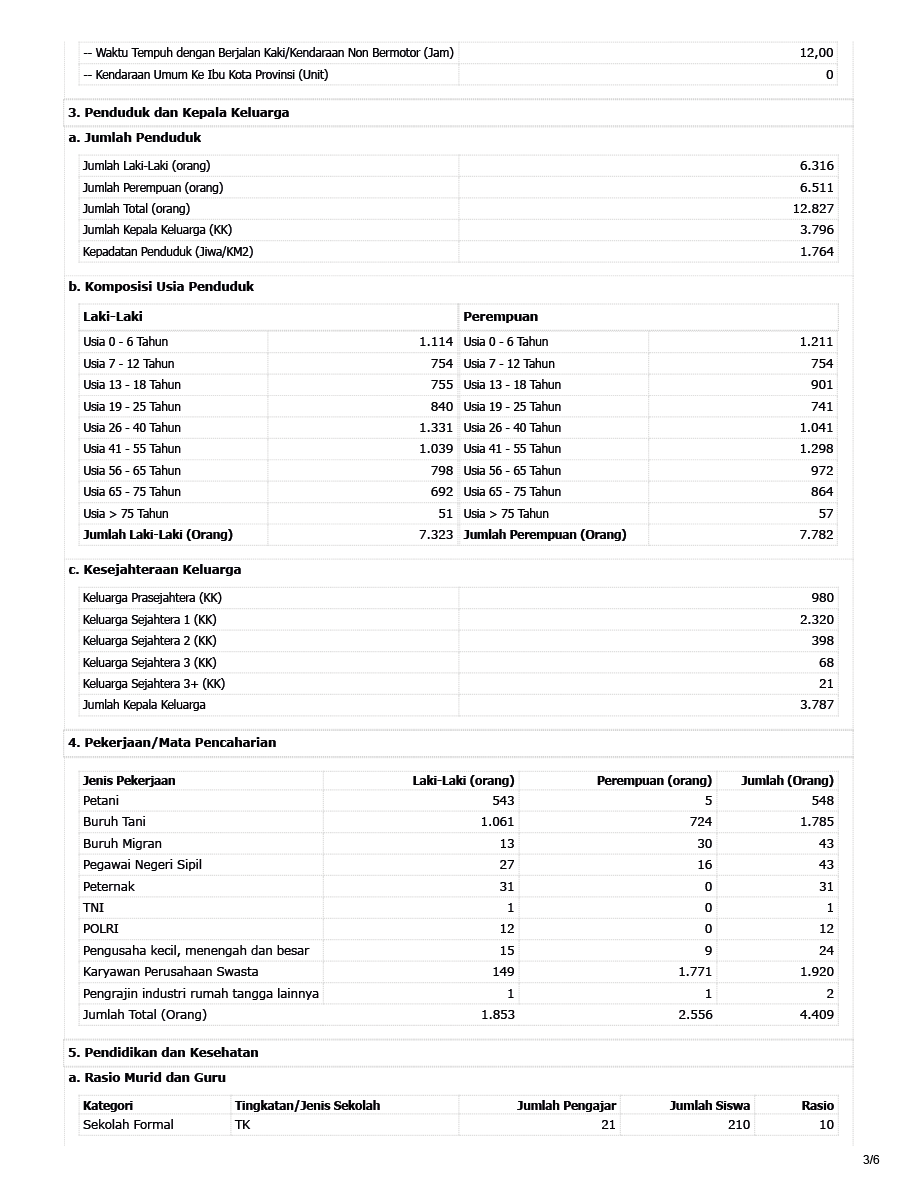 -- Waktu Tempuh dengan Berjalan Kaki/Kendaraan Non Bermotor (Jam) 12,00
-- Kendaraan Umum Ke Ibu Kota Provinsi (Unit) 0
3. Penduduk dan Kepala Keluarga
a. Jumlah Penduduk
Jumlah Laki-Laki (orang) 6.316
Jumlah Perempuan (orang) 6.511
Jumlah Total (orang) 12.827
Jumlah Kepala Keluarga (KK) 3.796
Kepadatan Penduduk (Jiwa/KM2) 1.764
b. Komposisi Usia Penduduk
Laki-Laki Perempuan
Usia 0 - 6 Tahun 1.114 Usia 0 - 6 Tahun 1.211
Usia 7 - 12 Tahun 754 Usia 7 - 12 Tahun 754
Usia 13 - 18 Tahun 755 Usia 13 - 18 Tahun 901
Usia 19 - 25 Tahun 840 Usia 19 - 25 Tahun 741
Usia 26 - 40 Tahun 1.331 Usia 26 - 40 Tahun 1.041
Usia 41 - 55 Tahun 1.039 Usia 41 - 55 Tahun 1.298
Usia 56 - 65 Tahun 798 Usia 56 - 65 Tahun 972
Usia 65 - 75 Tahun 692 Usia 65 - 75 Tahun 864
Usia > 75 Tahun 51 Usia > 75 Tahun 57
Jumlah Laki-Laki (Orang) 7.323 Jumlah Perempuan (Orang) 7.782
c. Kesejahteraan Keluarga
Keluarga Prasejahtera (KK) 980
Keluarga Sejahtera 1 (KK) 2.320
Keluarga Sejahtera 2 (KK) 398
Keluarga Sejahtera 3 (KK) 68
Keluarga Sejahtera 3+ (KK) 21
Jumlah Kepala Keluarga 3.787
4. Pekerjaan/Mata Pencaharian
Jenis Pekerjaan Laki-Laki (orang) Perempuan (orang) Jumlah (Orang)
Petani 543 5 548
Buruh Tani 1.061 724 1.785
Buruh Migran 13 30 43
Pegawai Negeri Sipil 27 16 43
Peternak 31 0 31
TNI 1 0 1
POLRI 12 0 12
Pengusaha kecil, menengah dan besar 15 9 24
Karyawan Perusahaan Swasta 149 1.771 1.920
Pengrajin industri rumah tangga lainnya 1 1 2
Jumlah Total (Orang) 1.853 2.556 4.409
5. Pendidikan dan Kesehatan
a. Rasio Murid dan Guru
Kategori Tingkatan/Jenis Sekolah Jumlah Pengajar Jumlah Siswa Rasio
Sekolah Formal TK 21 210 10
3/6